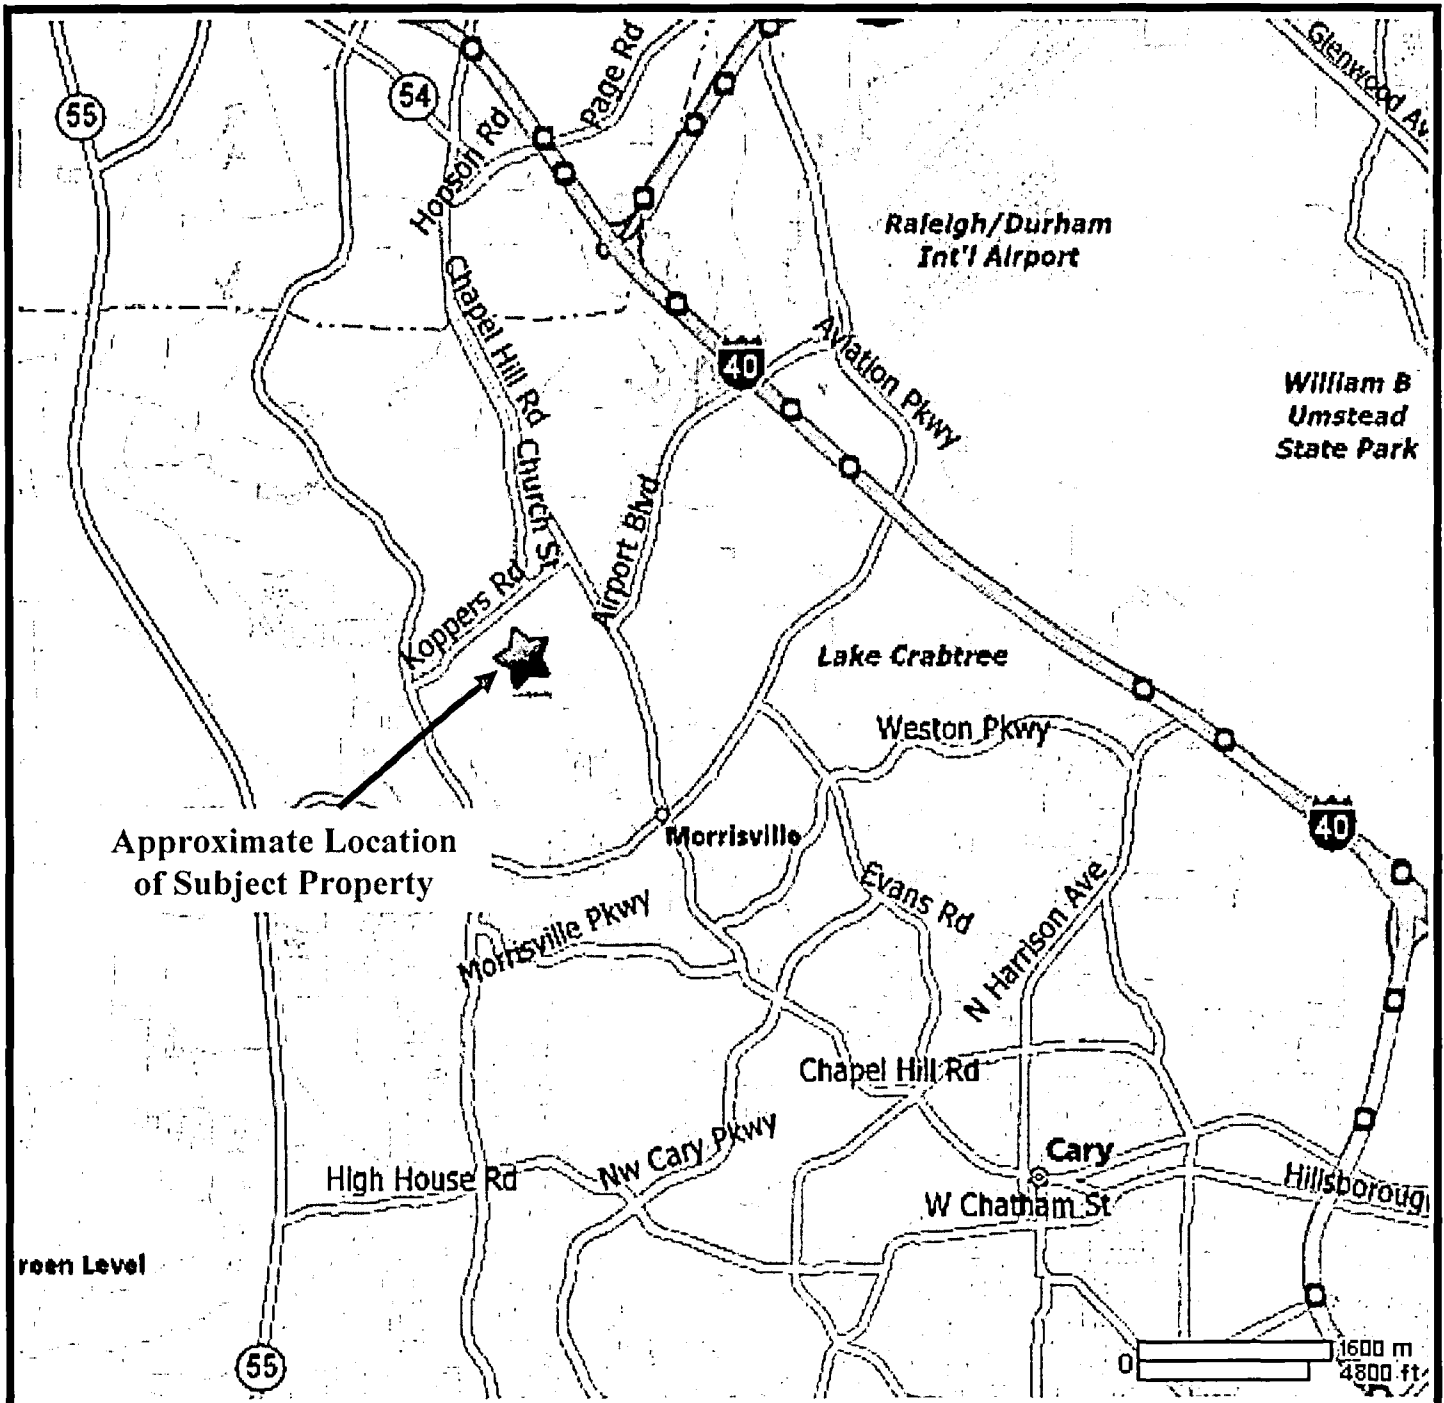 Glenwood Av
Page Rd
55
54
Hopson Rd
Raleigh/Durham
Int'l Airport
Chapel Hill Rd
Aviation Pkwy
40
William B
Umstead
State Park
Church St
Airport Blvd
Koppers Rd
Lake Crabtree
Weston Pkwy
Approximate Location
of Subject Property
Morrisville
40
Evans Rd
N Harrison Ave
Morrisville Pkwy
Chapel Hill Rd
Nw Cary Pkwy
Cary
High House Rd
Hillsboroug
W Chatham St
reen Level
55
0
1600 m
4800 ft